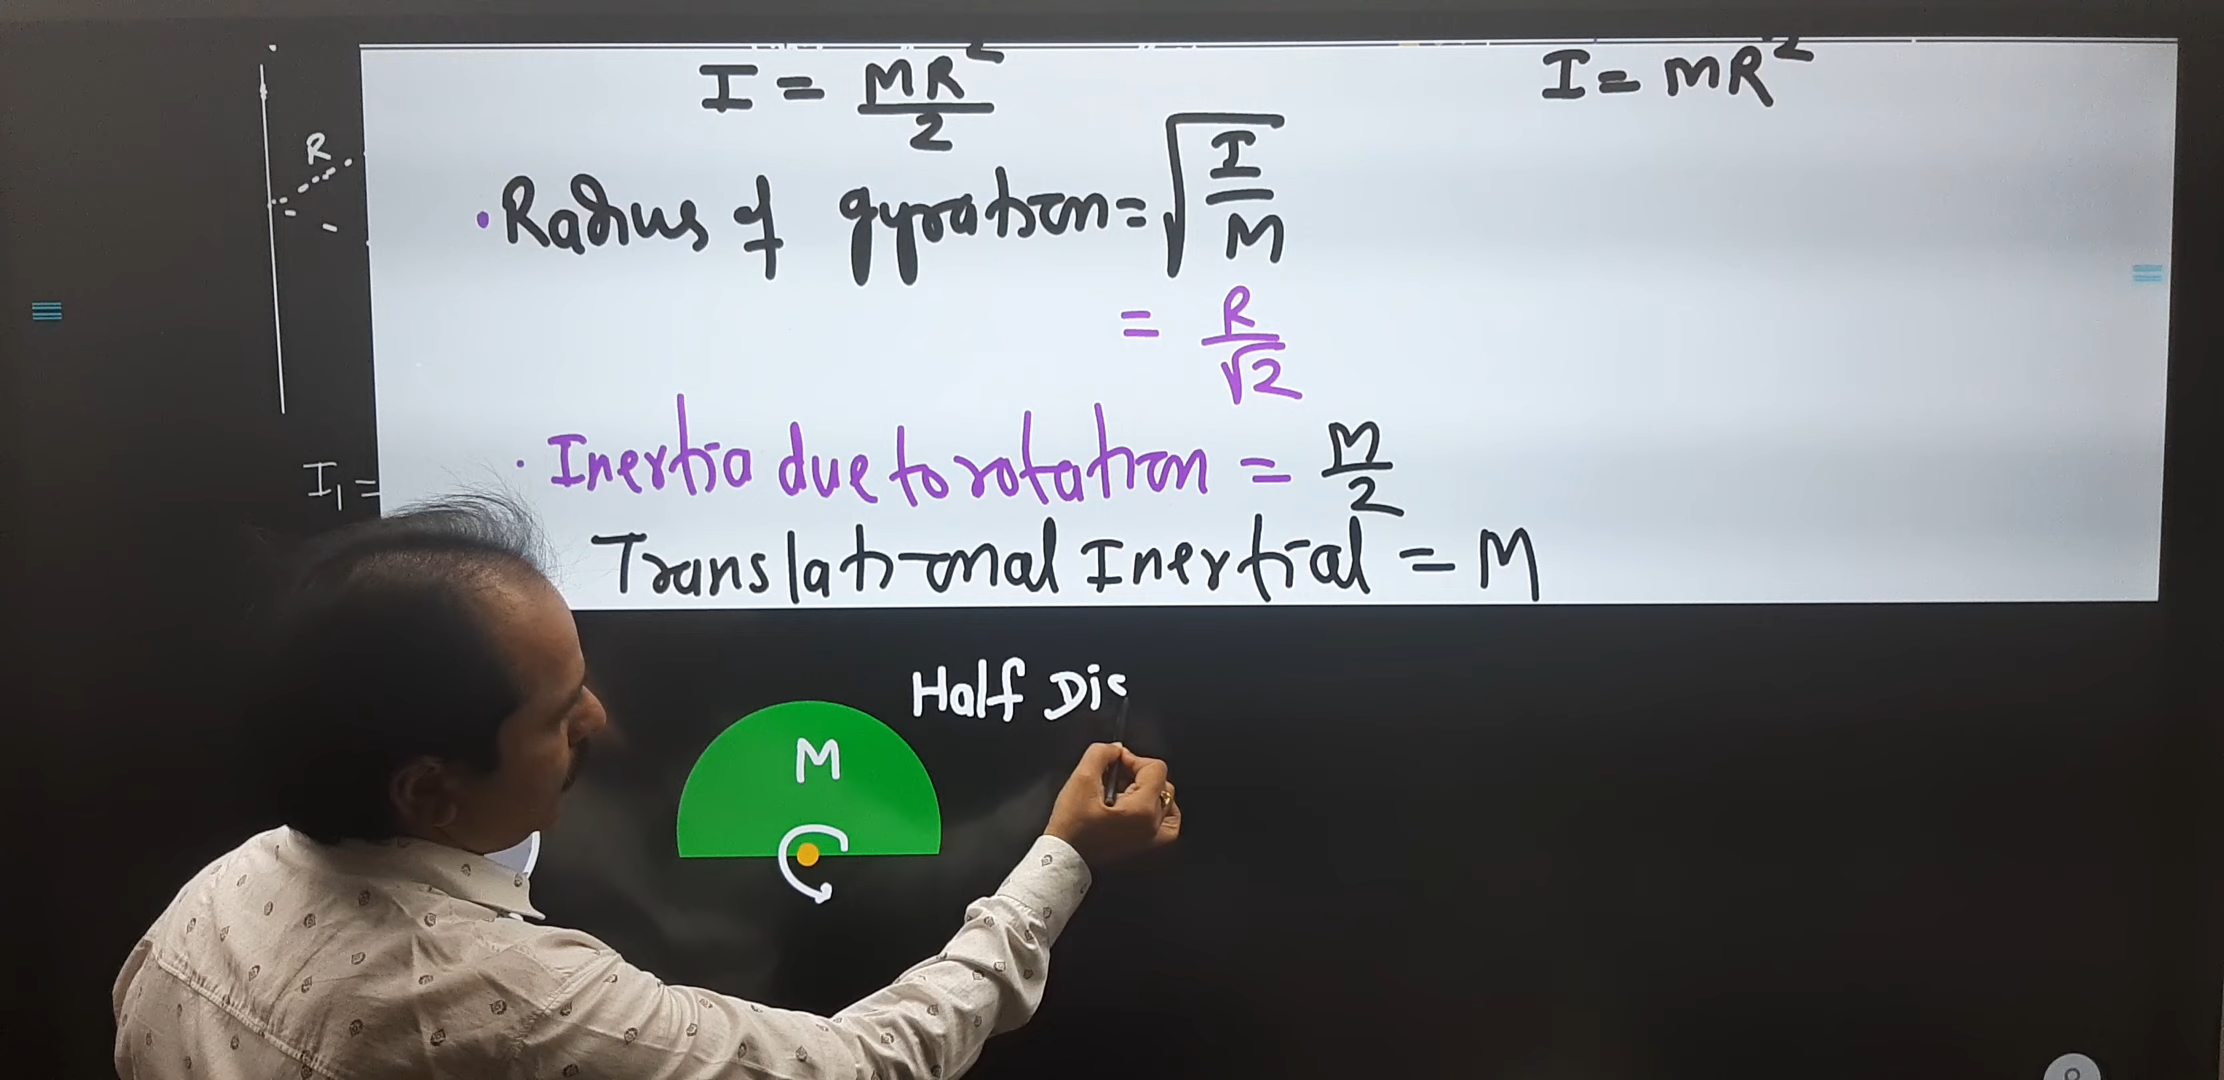 I = MR²/2
I = MR²
R
• Radius of gyration = √(I/M)
= R/√2
• Inertia due to rotation = M/2
I₁ =
Translational Inertial = M
Half Dis
M